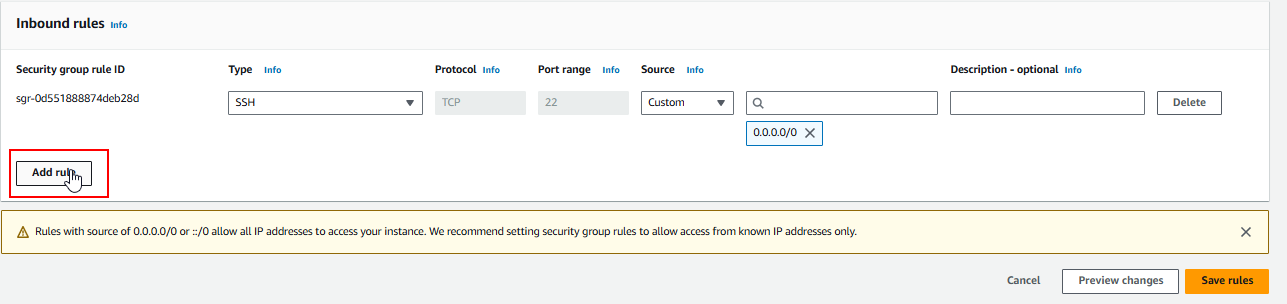 Inbound rules Info
Security group rule ID Type Info Protocol Info Port range Info Source Info Description - optional Info
sgr-0d551888874deb28d SSH TCP 22 Custom Delete
0.0.0.0/0
Add rule
Rules with source of 0.0.0.0/0 or ::/0 allow all IP addresses to access your instance. We recommend setting security group rules to allow access from known IP addresses only.
Cancel Preview changes Save rules